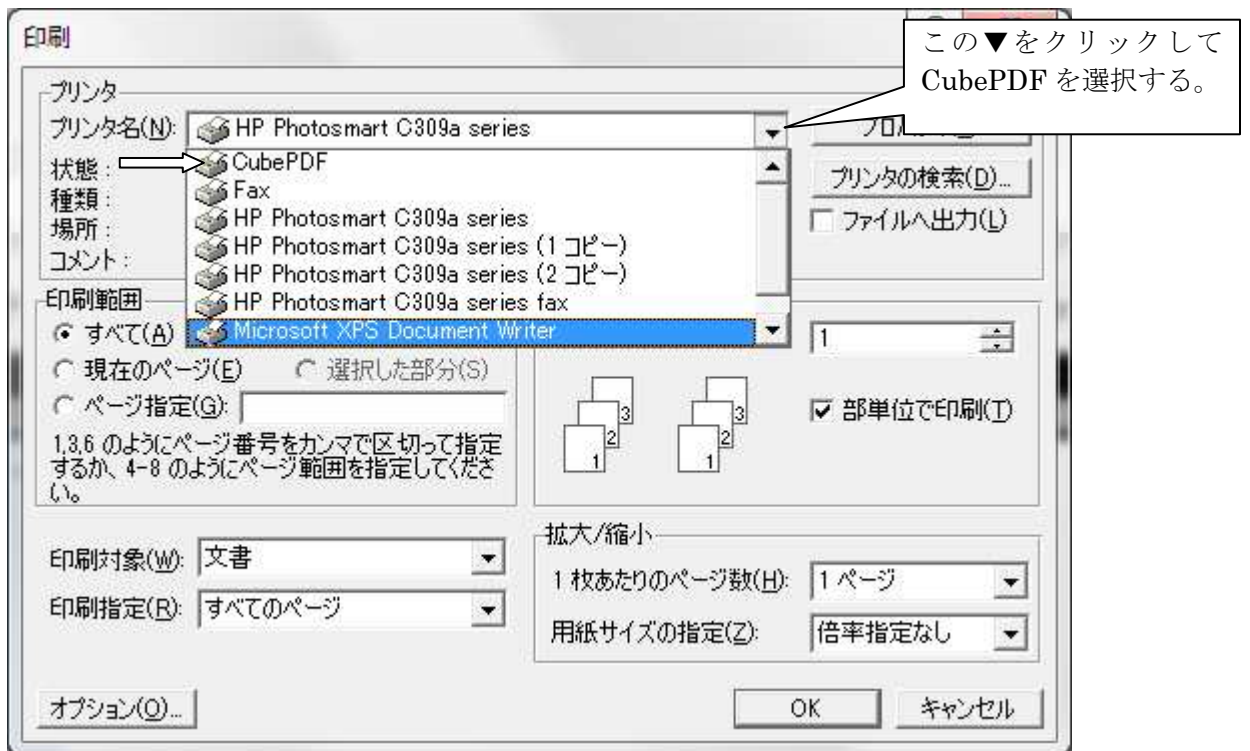 印刷
この▼をクリックして
CubePDF を選択する。
プリンタ
プリンタ名(N):
HP Photosmart C309a series
状態:
種類:
場所:
コメント:
CubePDF
Fax
HP Photosmart C309a series
HP Photosmart C309a series (1 コピー)
HP Photosmart C309a series (2 コピー)
HP Photosmart C309a series fax
Microsoft XPS Document Writer
プリンタの検索(D)...
ファイルへ出力(L)
印刷範囲
すべて(A)
現在のページ(E) 選択した部分(S)
ページ指定(G):
1,3,6 のようにページ番号をカンマで区切って指定
するか、4-8 のようにページ範囲を指定してくださ
い。
1
3 3
2 2
1 1
部単位で印刷(T)
印刷対象(W): 文書
印刷指定(R): すべてのページ
拡大/縮小
1 枚あたりのページ数(H): 1 ページ
用紙サイズの指定(Z): 倍率指定なし
オプション(O)... OK キャンセル